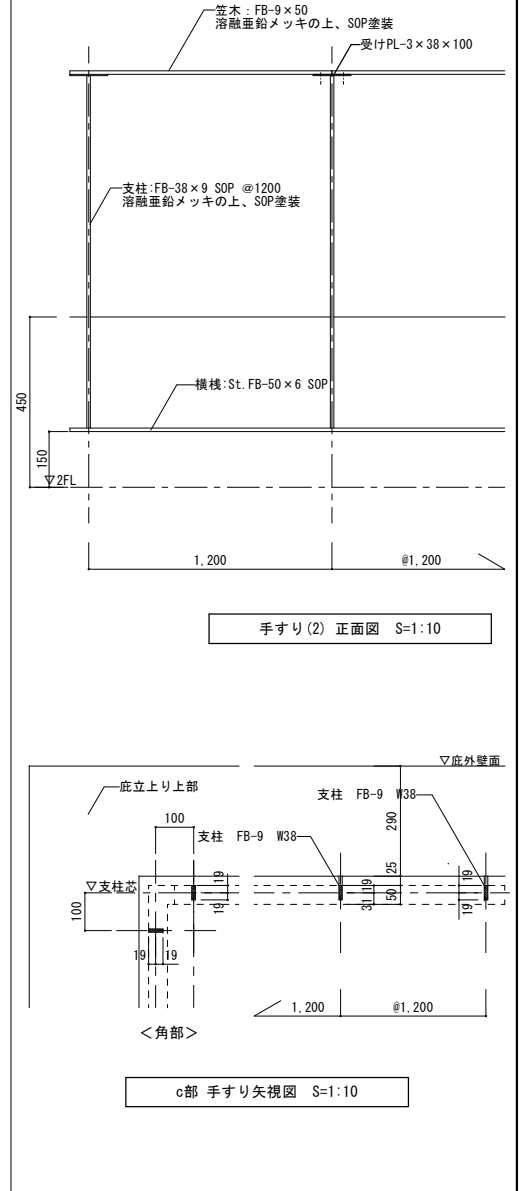 笠木：FB-9×50
溶融亜鉛メッキの上、SOP塗装
受けPL-3×38×100
支柱:FB-38×9 SOP @1200
溶融亜鉛メッキの上、SOP塗装
横桟:St.FB-50×6 SOP
450
150
▽2FL
1,200
@1,200
手すり(2) 正面図 S=1:10
▽庇外壁面
庇立上り上部
支柱 FB-9 W38
100
支柱 FB-9 W38
290
25
▽支柱芯
19
19
100
31
19
50
19
19
19
19
1,200
@1,200
＜角部＞
c部 手すり矢視図 S=1:10